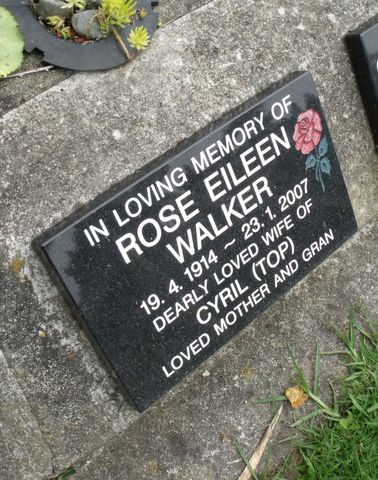 IN LOVING MEMORY OF
ROSE EILEEN
WALKER
19. 4. 1914 ~ 23. 1. 2007
DEARLY LOVED WIFE OF
CYRIL (TOP)
LOVED MOTHER AND GRAN